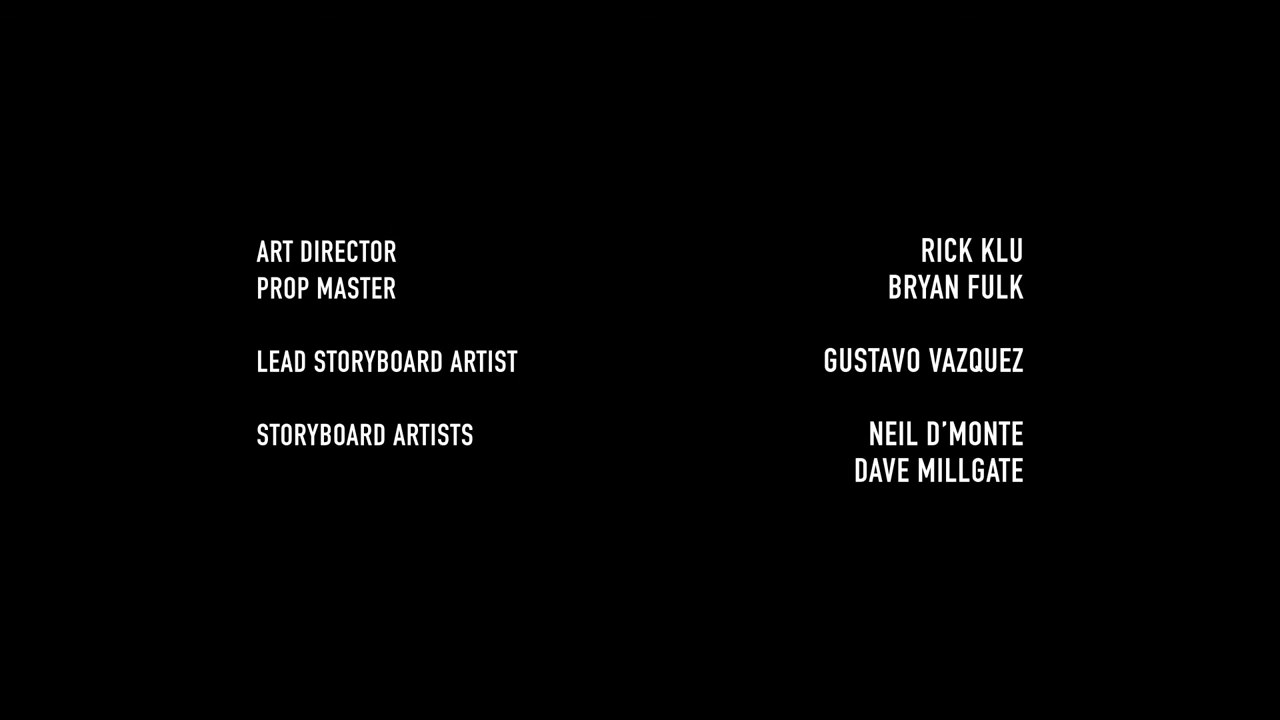 ART DIRECTOR RICK KLU
PROP MASTER BRYAN FULK
LEAD STORYBOARD ARTIST GUSTAVO VAZQUEZ
STORYBOARD ARTISTS NEIL D’MONTE
DAVE MILLGATE